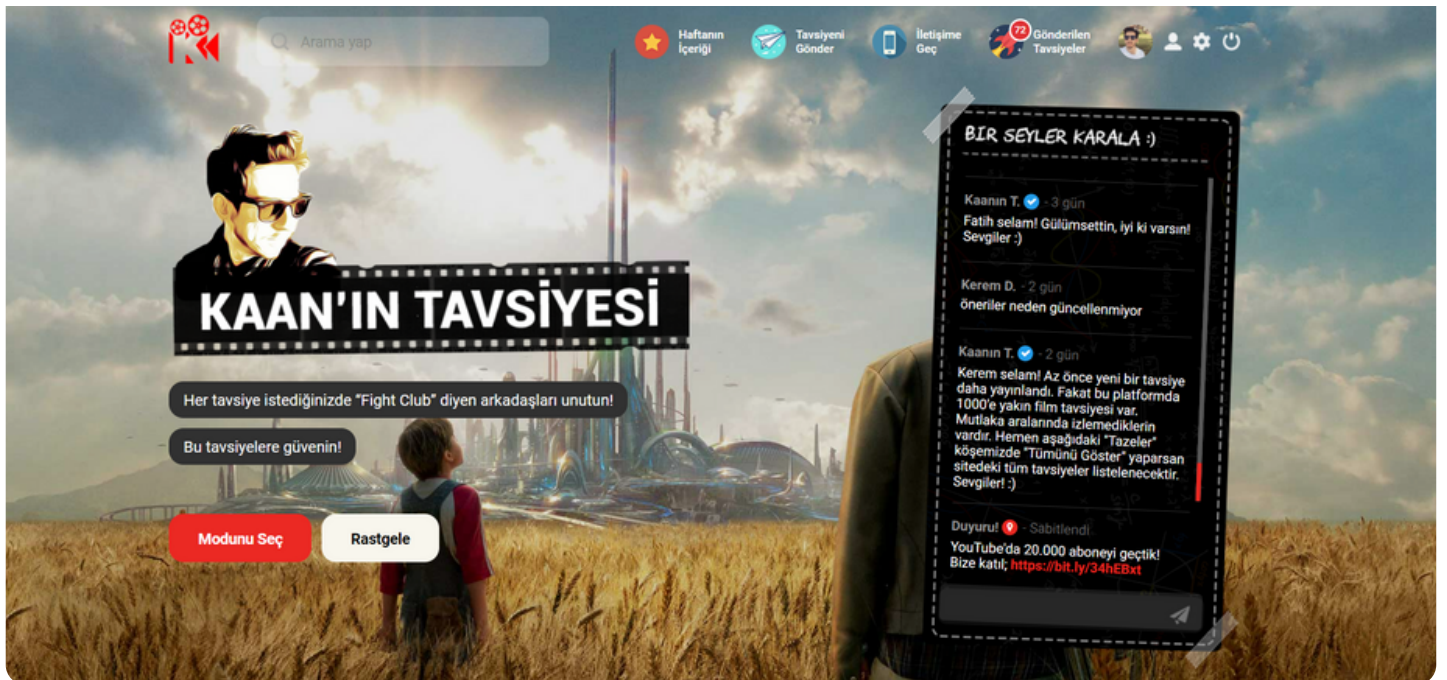 Arama yap
Haftanın
İçeriği
Tavsiyeni
Gönder
İletişime
Geç
72
Gönderilen
Tavsiyeler
KAAN'IN TAVSİYESİ
Her tavsiye istediğinizde “Fight Club” diyen arkadaşları unutun!
Bu tavsiyelere güvenin!
Modunu Seç
Rastgele
BIR SEYLER KARALA :)
Kaanın T. - 3 gün
Fatih selam! Gülümsettin, iyi ki varsın!
Sevgiler :)
Kerem D. - 2 gün
öneriler neden güncellenmiyor
Kaanın T. - 2 gün
Kerem selam! Az önce yeni bir tavsiye
daha yayınlandı. Fakat bu platformda
1000'e yakın film tavsiyesi var.
Mutlaka aralarında izlemediklerin
vardır. Hemen aşağıdaki "Tazeler"
köşemizde "Tümünü Göster" yaparsan
sitedeki tüm tavsiyeler listelenecektir.
Sevgiler! :)
Duyuru! - Sabitlendi
YouTube'da 20.000 aboneyi geçtik!
Bize katıl; https://bit.ly/34hEBxt